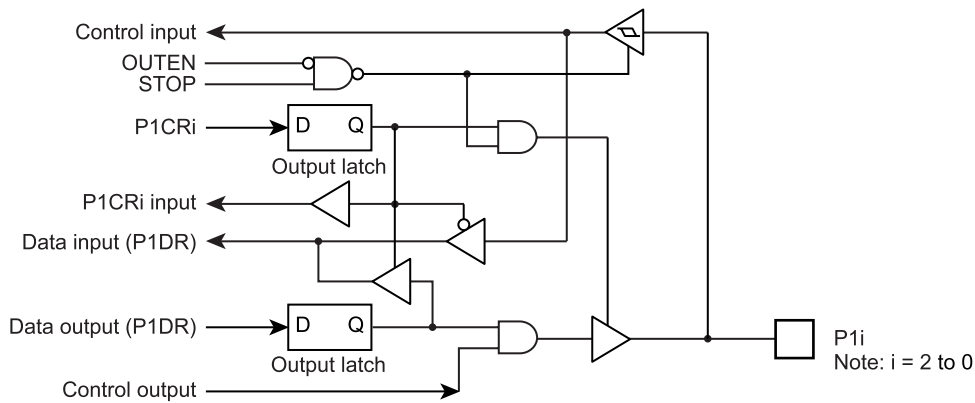 Control input
OUTEN
STOP
P1CRi
D Q
Output latch
P1CRi input
Data input (P1DR)
Data output (P1DR)
D Q
Output latch
Control output
P1i
Note: i = 2 to 0